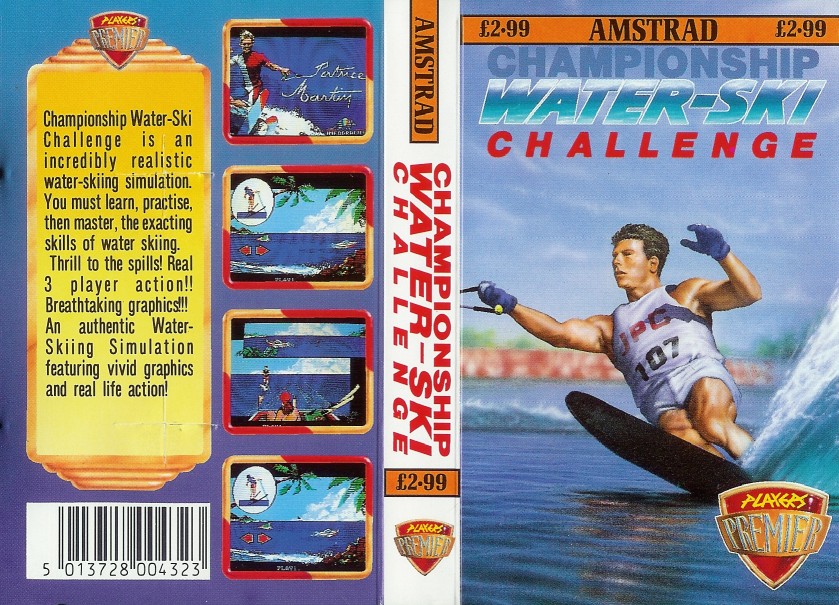 PLAYERS
PREMIER
Championship Water-Ski
Challenge is an
incredibly realistic
water-skiing simulation.
You must learn, practise,
then master, the exacting
skills of water skiing.
Thrill to the spills! Real
3 player action!!
Breathtaking graphics!!!
An authentic Water-
Skiing Simulation
featuring vivid graphics
and real life action!
5 013728 004323
Patrice
Martin
PLAY1
PLAY1
AMSTRAD
CHAMPIONSHIP
WATER-SKI
CHALLENGE
£2·99
PLAYERS
PREMIER
£2·99 AMSTRAD £2·99
CHAMPIONSHIP
WATER-SKI
CHALLENGE
JPC
107
PLAYERS
PREMIER